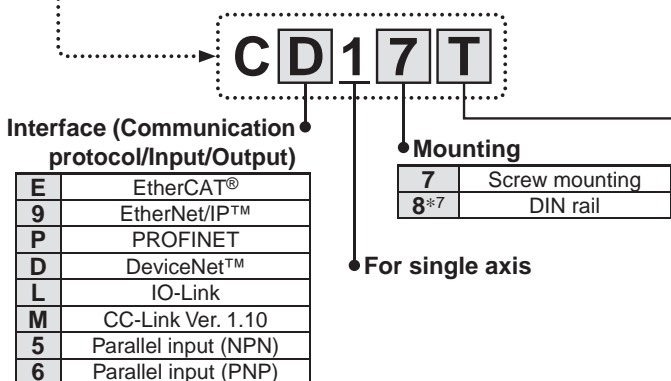 CD17T
Interface (Communication
protocol/Input/Output)
E EtherCAT®
9 EtherNet/IP™
P PROFINET
D DeviceNet™
L IO-Link
M CC-Link Ver. 1.10
5 Parallel input (NPN)
6 Parallel input (PNP)
Mounting
7 Screw mounting
8*7 DIN rail
For single axis